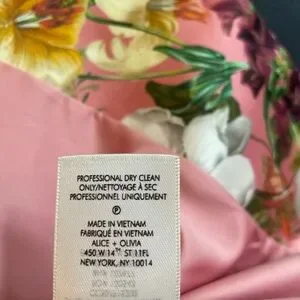 PROFESSIONAL DRY CLEAN
ONLY/NETTOYAGE À SEC
PROFESSIONNEL UNIQUEMENT
P
MADE IN VIETNAM
FABRIQUÉ EN VIETNAM
ALICE + OLIVIA
450 W 14TH ST 11FL
NEW YORK, NY 10014